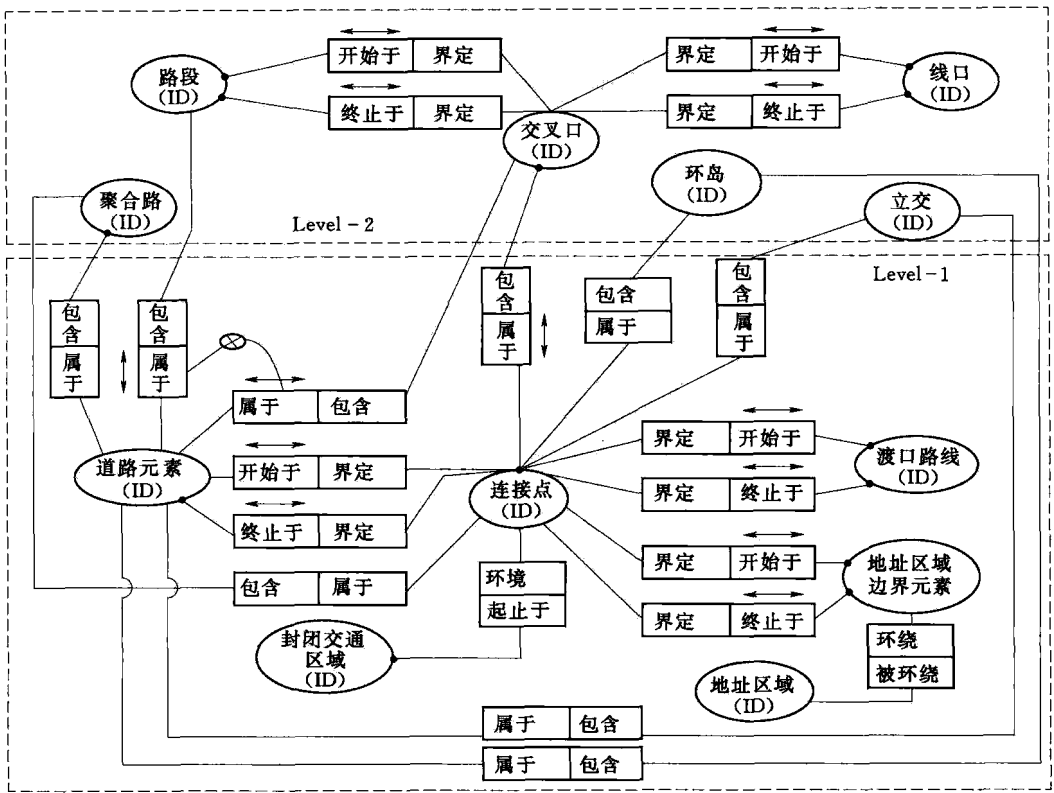 开始于 界定
界定 开始于
路段
(ID)
线口
(ID)
终止于 界定
界定 终止于
交叉口
(ID)
环岛
(ID)
聚合路
(ID)
立交
(ID)
Level-2
Level-1
包含
属于
包含
属于
包含
属于
包含
属于
包含
属于
属于 包含
道路元素
(ID)
开始于 界定
终止于 界定
包含 属于
连接点
(ID)
界定 开始于
界定 终止于
渡口路线
(ID)
界定 开始于
界定 终止于
地址区域
边界元素
环境
起止于
封闭交通
区域
(ID)
环绕
被环绕
地址区域
(ID)
属于 包含
属于 包含